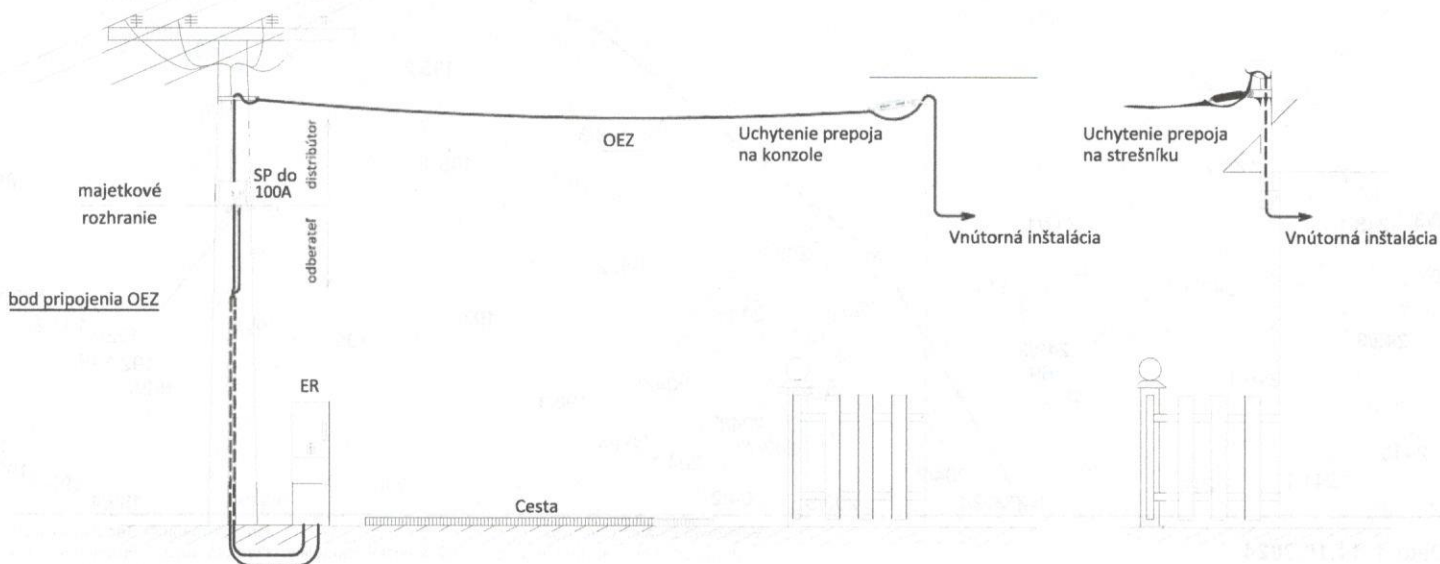 OEZ
Uchytenie prepoja
na konzole
Uchytenie prepoja
na strešníku
SP do
100A
distribútor
majetkové
rozhranie
odberateľ
Vnútorná inštalácia
Vnútorná inštalácia
bod pripojenia OEZ
ER
Cesta